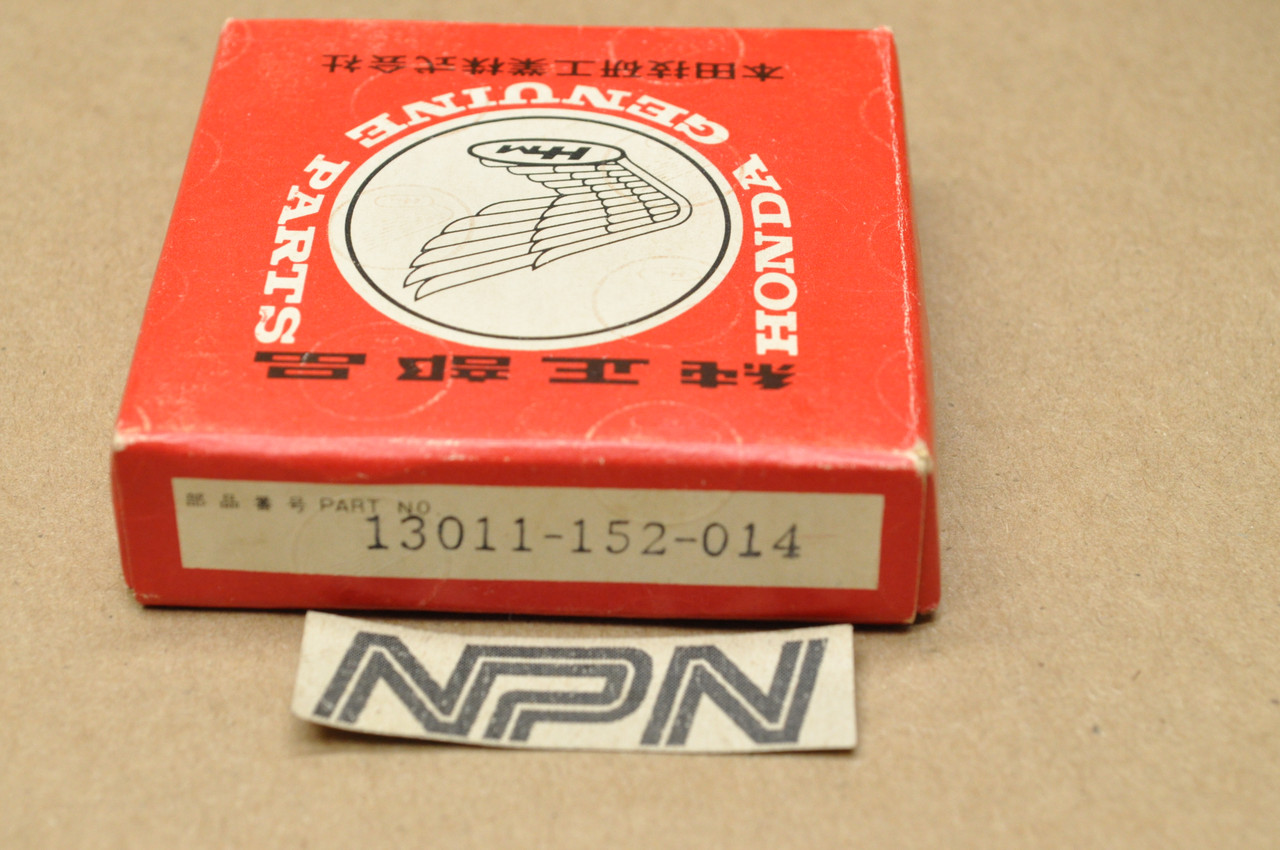 純正部品
HONDA GENUINE PARTS
HM
本田技研工業株式会社
部品番号 PART NO.
13011-152-014
NPN